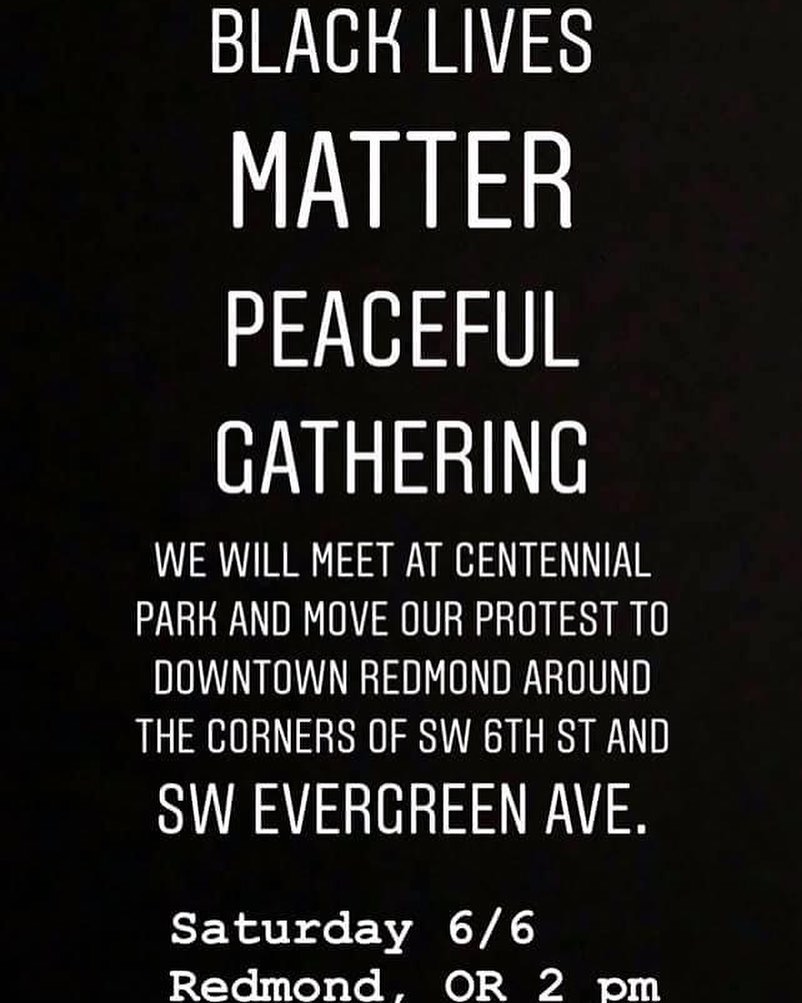 BLACK LIVES
MATTER
PEACEFUL
GATHERING
WE WILL MEET AT CENTENNIAL
PARK AND MOVE OUR PROTEST TO
DOWNTOWN REDMOND AROUND
THE CORNERS OF SW 6TH ST AND
SW EVERGREEN AVE.
Saturday 6/6
Redmond, OR 2 pm